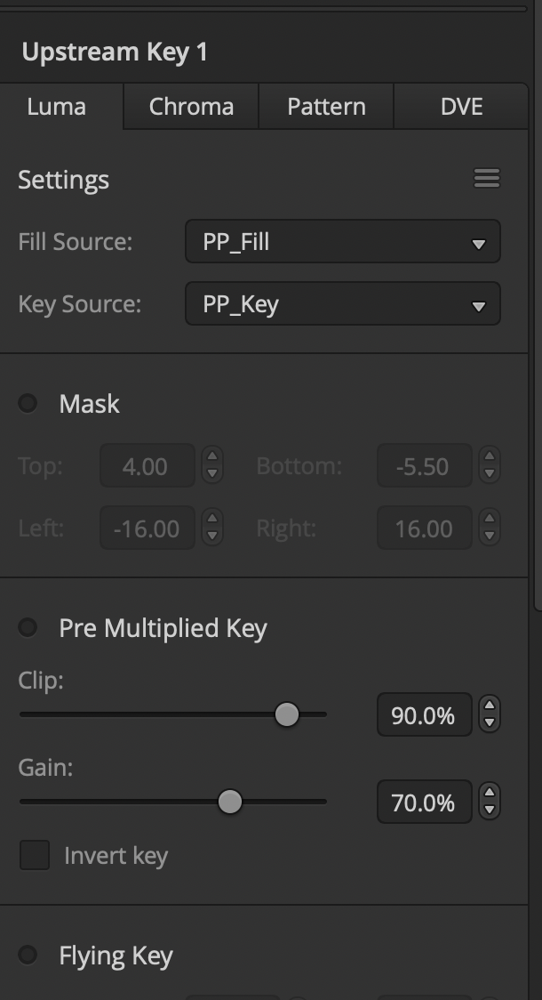 Upstream Key 1
Luma Chroma Pattern DVE
Settings
Fill Source: PP_Fill
Key Source: PP_Key
Mask
Top: 4.00 Bottom: -5.50
Left: -16.00 Right: 16.00
Pre Multiplied Key
Clip:
90.0%
Gain:
70.0%
Invert key
Flying Key